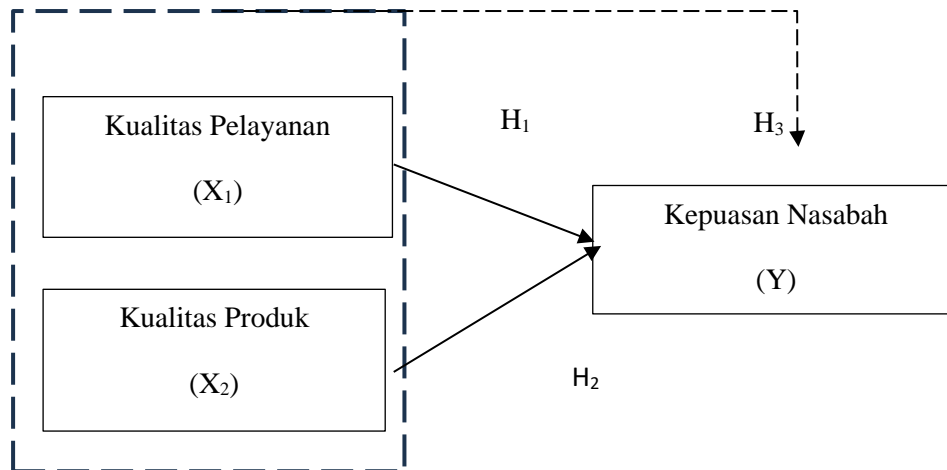 Kualitas Pelayanan
(X₁)
H₁
H₃
Kepuasan Nasabah
(Y)
Kualitas Produk
(X₂)
H₂